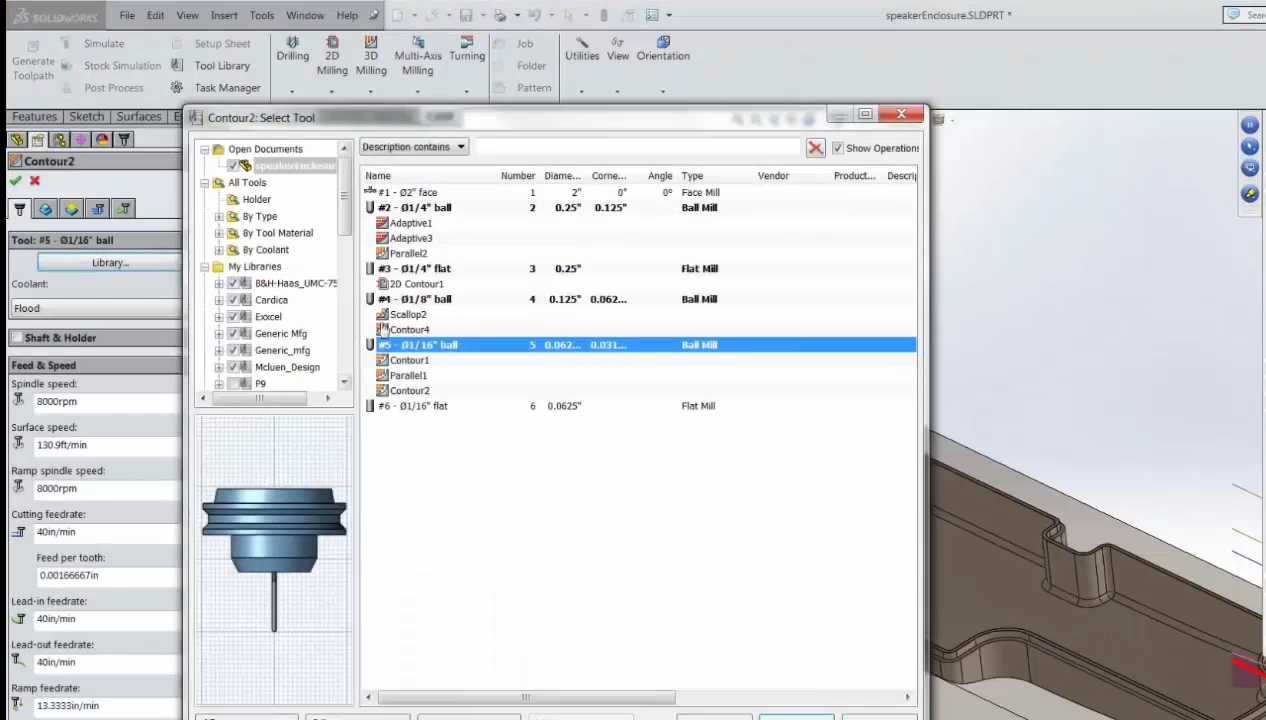 SOLIDWORKS File Edit View Insert Tools Window Help speakerEnclosure.SLDPRT *
Generate Toolpath
Simulate
Stock Simulation
Post Process
Setup Sheet
Tool Library
Task Manager
Drilling
2D Milling
3D Milling
Multi-Axis Milling
Turning
Job
Folder
Pattern
Utilities
View
Orientation
Features Sketch Surfaces
Contour2
Tool: #5 - Ø1/16" ball
Library...
Coolant:
Flood
Shaft & Holder
Feed & Speed
Spindle speed:
8000rpm
Surface speed:
130.9ft/min
Ramp spindle speed:
8000rpm
Cutting feedrate:
40in/min
Feed per tooth:
0.00166667in
Lead-in feedrate:
40in/min
Lead-out feedrate:
40in/min
Ramp feedrate:
13.3333in/min
Contour2: Select Tool
Open Documents
speakerEnclosur
All Tools
Holder
By Type
By Tool Material
By Coolant
My Libraries
B&H-Haas_UMC-75
Cardica
Exxcel
Generic Mfg
Generic_mfg
Mcluen_Design
P9
Description contains
Show Operations
Name Number Diame... Corne... Angle Type Vendor Product... Descrip
#1 - Ø2" face 1 2" 0" 0° Face Mill
#2 - Ø1/4" ball 2 0.25" 0.125" Ball Mill
Adaptive1
Adaptive3
Parallel2
#3 - Ø1/4" flat 3 0.25" Flat Mill
2D Contour1
#4 - Ø1/8" ball 4 0.125" 0.062... Ball Mill
Scallop2
Contour4
#5 - Ø1/16" ball 5 0.062... 0.031... Ball Mill
Contour1
Parallel1
Contour2
#6 - Ø1/16" flat 6 0.0625" Flat Mill